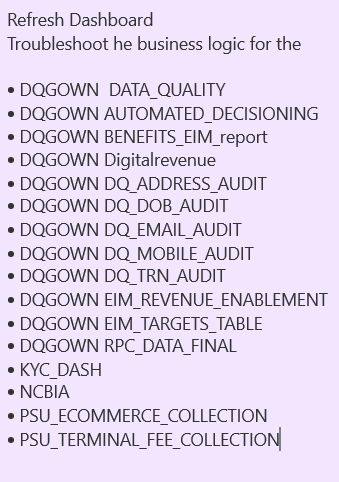 Refresh Dashboard
Troubleshoot he business logic for the
• DQGOWN  DATA_QUALITY
• DQGOWN AUTOMATED_DECISIONING
• DQGOWN BENEFITS_EIM_report
• DQGOWN Digitalrevenue
• DQGOWN DQ_ADDRESS_AUDIT
• DQGOWN DQ_DOB_AUDIT
• DQGOWN DQ_EMAIL_AUDIT
• DQGOWN DQ_MOBILE_AUDIT
• DQGOWN DQ_TRN_AUDIT
• DQGOWN EIM_REVENUE_ENABLEMENT
• DQGOWN EIM_TARGETS_TABLE
• DQGOWN RPC_DATA_FINAL
• KYC_DASH
• NCBIA
• PSU_ECOMMERCE_COLLECTION
• PSU_TERMINAL_FEE_COLLECTION